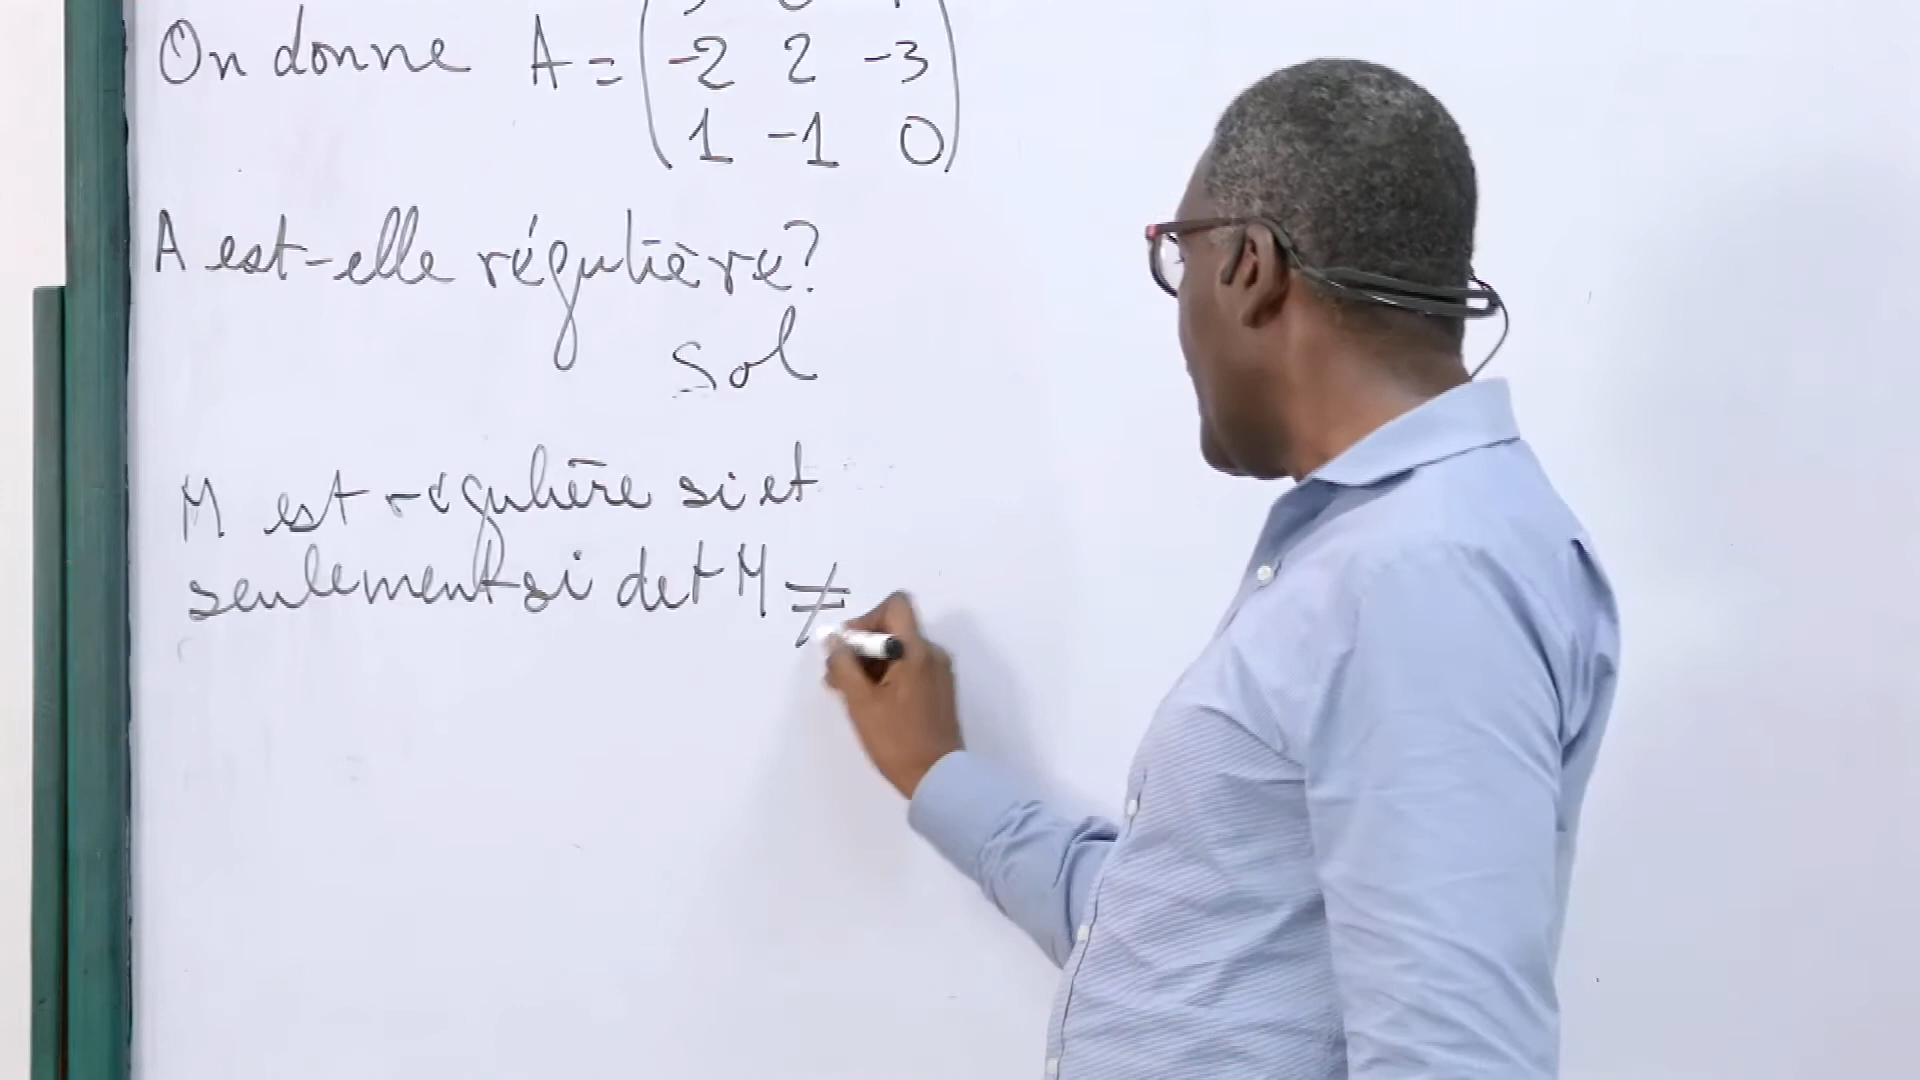 On donne A = (
-2 2 -3
1 -1 0 )
A est-elle régulière?
Sol
M est régulière si et
seulement si det M ≠